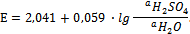 E = 2,041 + 0,059 · lg ᵃH₂SO₄ / ᵃH₂O